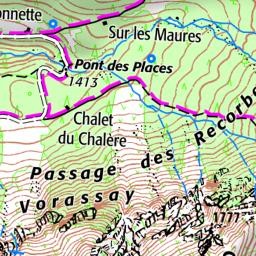 onnette
Sur les Maures
Pont des Places
1413
Chalet
du Chalère
Passage des Recorbe
Vorassay
1777